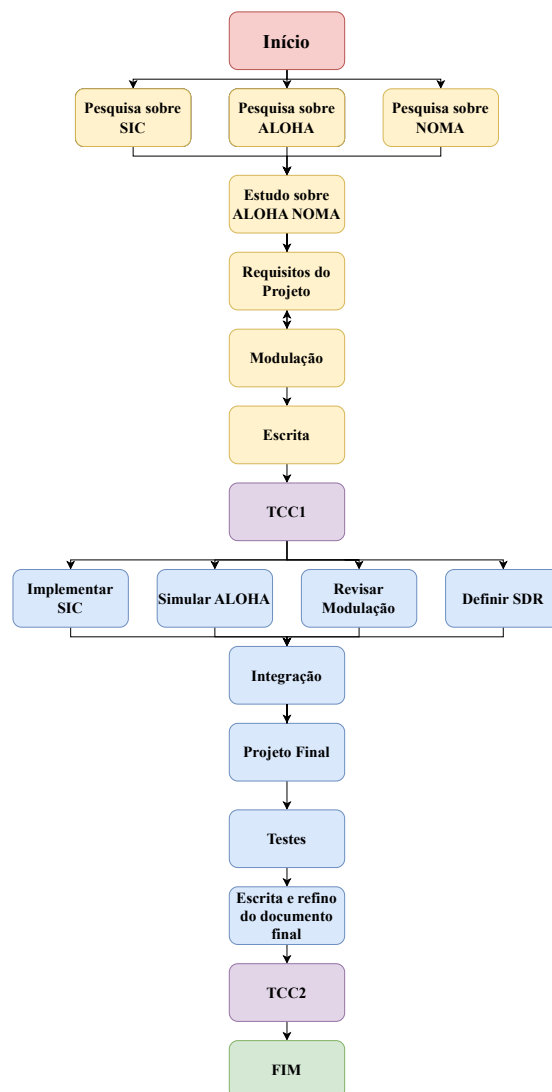 Início
Pesquisa sobre
SIC
Pesquisa sobre
ALOHA
Pesquisa sobre
NOMA
Estudo sobre
ALOHA NOMA
Requisitos do
Projeto
Modulação
Escrita
TCC1
Implementar
SIC
Simular ALOHA
Revisar
Modulação
Definir SDR
Integração
Projeto Final
Testes
Escrita e refino
do documento
final
TCC2
FIM